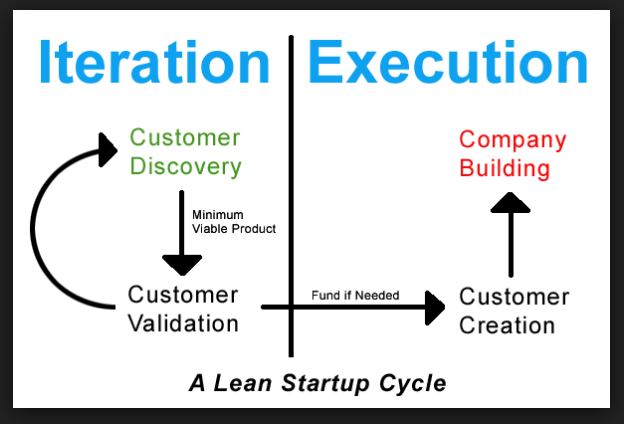 Iteration
Execution
Customer
Discovery
Minimum
Viable Product
Customer
Validation
Fund if Needed
Customer
Creation
Company
Building
A Lean Startup Cycle